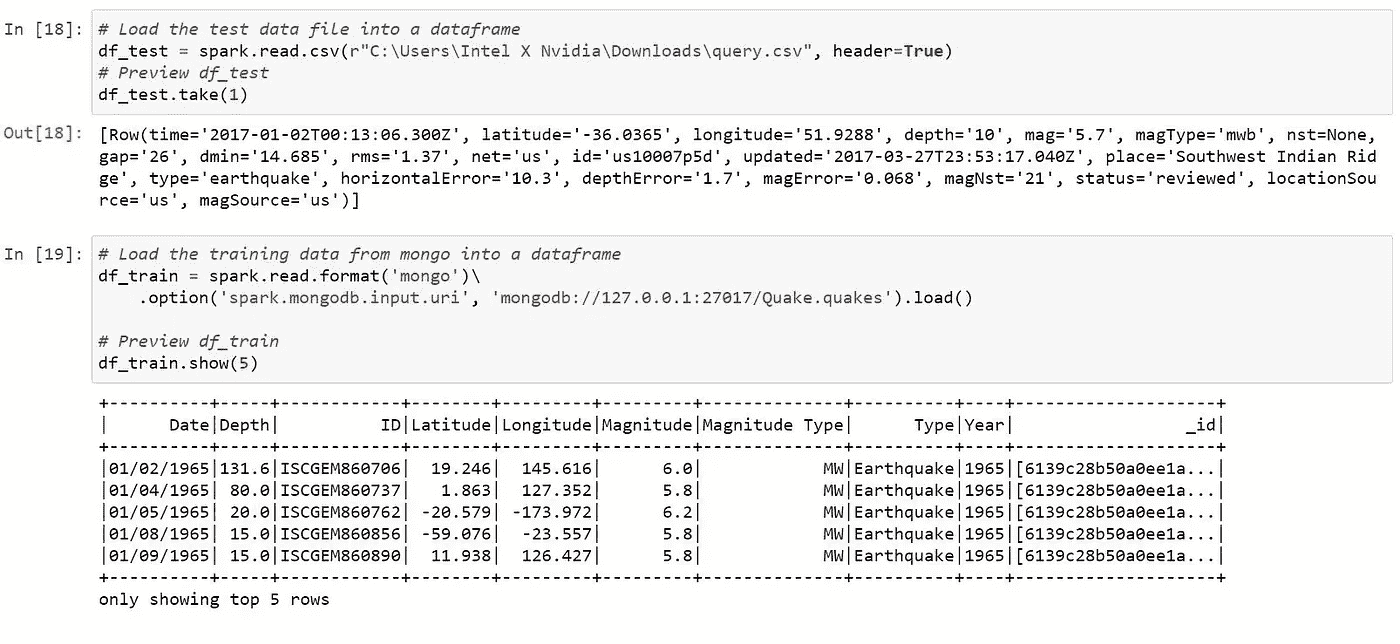 In [18]: # Load the test data file into a dataframe
df_test = spark.read.csv(r"C:\Users\Intel X Nvidia\Downloads\query.csv", header=True)
# Preview df_test
df_test.take(1)
Out[18]: [Row(time='2017-01-02T00:13:06.300Z', latitude='-36.0365', longitude='51.9288', depth='10', mag='5.7', magType='mwb', nst=None,
gap='26', dmin='14.685', rms='1.37', net='us', id='us10007p5d', updated='2017-03-27T23:53:17.040Z', place='Southwest Indian Rid
ge', type='earthquake', horizontalError='10.3', depthError='1.7', magError='0.068', magNst='21', status='reviewed', locationSou
rce='us', magSource='us')]
In [19]: # Load the training data from mongo into a dataframe
df_train = spark.read.format('mongo')\
    .option('spark.mongodb.input.uri', 'mongodb://127.0.0.1:27017/Quake.quakes').load()
# Preview df_train
df_train.show(5)
+----------+-----+------------+--------+---------+---------+--------------+----------+----+--------------------+
|      Date|Depth|          ID|Latitude|Longitude|Magnitude|Magnitude Type|      Type|Year|                 _id|
+----------+-----+------------+--------+---------+---------+--------------+----------+----+--------------------+
|01/02/1965|131.6|ISCGEM860706|  19.246|  145.616|      6.0|            MW|Earthquake|1965|[6139c28b50a0ee1a...|
|01/04/1965| 80.0|ISCGEM860737|   1.863|  127.352|      5.8|            MW|Earthquake|1965|[6139c28b50a0ee1a...|
|01/05/1965| 20.0|ISCGEM860762| -20.579| -173.972|      6.2|            MW|Earthquake|1965|[6139c28b50a0ee1a...|
|01/08/1965| 15.0|ISCGEM860856| -59.076|  -23.557|      5.8|            MW|Earthquake|1965|[6139c28b50a0ee1a...|
|01/09/1965| 15.0|ISCGEM860890|  11.938|  126.427|      5.8|            MW|Earthquake|1965|[6139c28b50a0ee1a...|
+----------+-----+------------+--------+---------+---------+--------------+----------+----+--------------------+
only showing top 5 rows